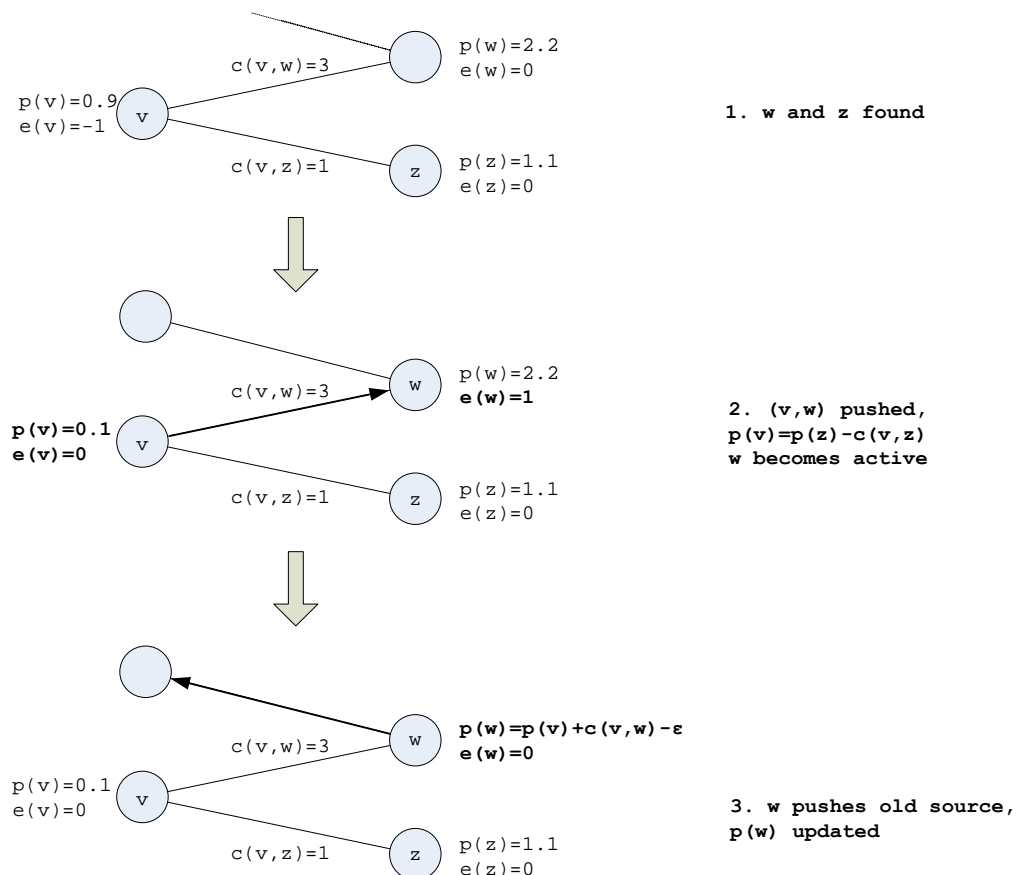 p(w)=2.2
e(w)=0
c(v,w)=3
p(v)=0.9
e(v)=-1
v
1. w and z found
c(v,z)=1
z
p(z)=1.1
e(z)=0
w
p(w)=2.2
e(w)=1
c(v,w)=3
p(v)=0.1
e(v)=0
v
2. (v,w) pushed,
p(v)=p(z)-c(v,z)
w becomes active
c(v,z)=1
z
p(z)=1.1
e(z)=0
w
p(w)=p(v)+c(v,w)-ε
e(w)=0
c(v,w)=3
p(v)=0.1
e(v)=0
v
3. w pushes old source,
p(w) updated
c(v,z)=1
z
p(z)=1.1
e(z)=0